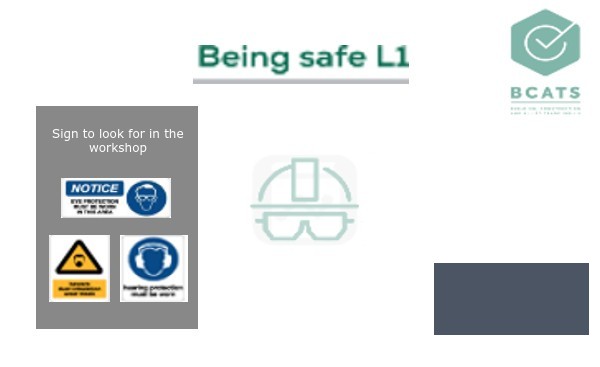 Being safe L1
BCATS
Sign to look for in the
workshop
NOTICE
EYE PROTECTION
MUST BE WORN
IN THIS AREA
hearing protection
must be worn